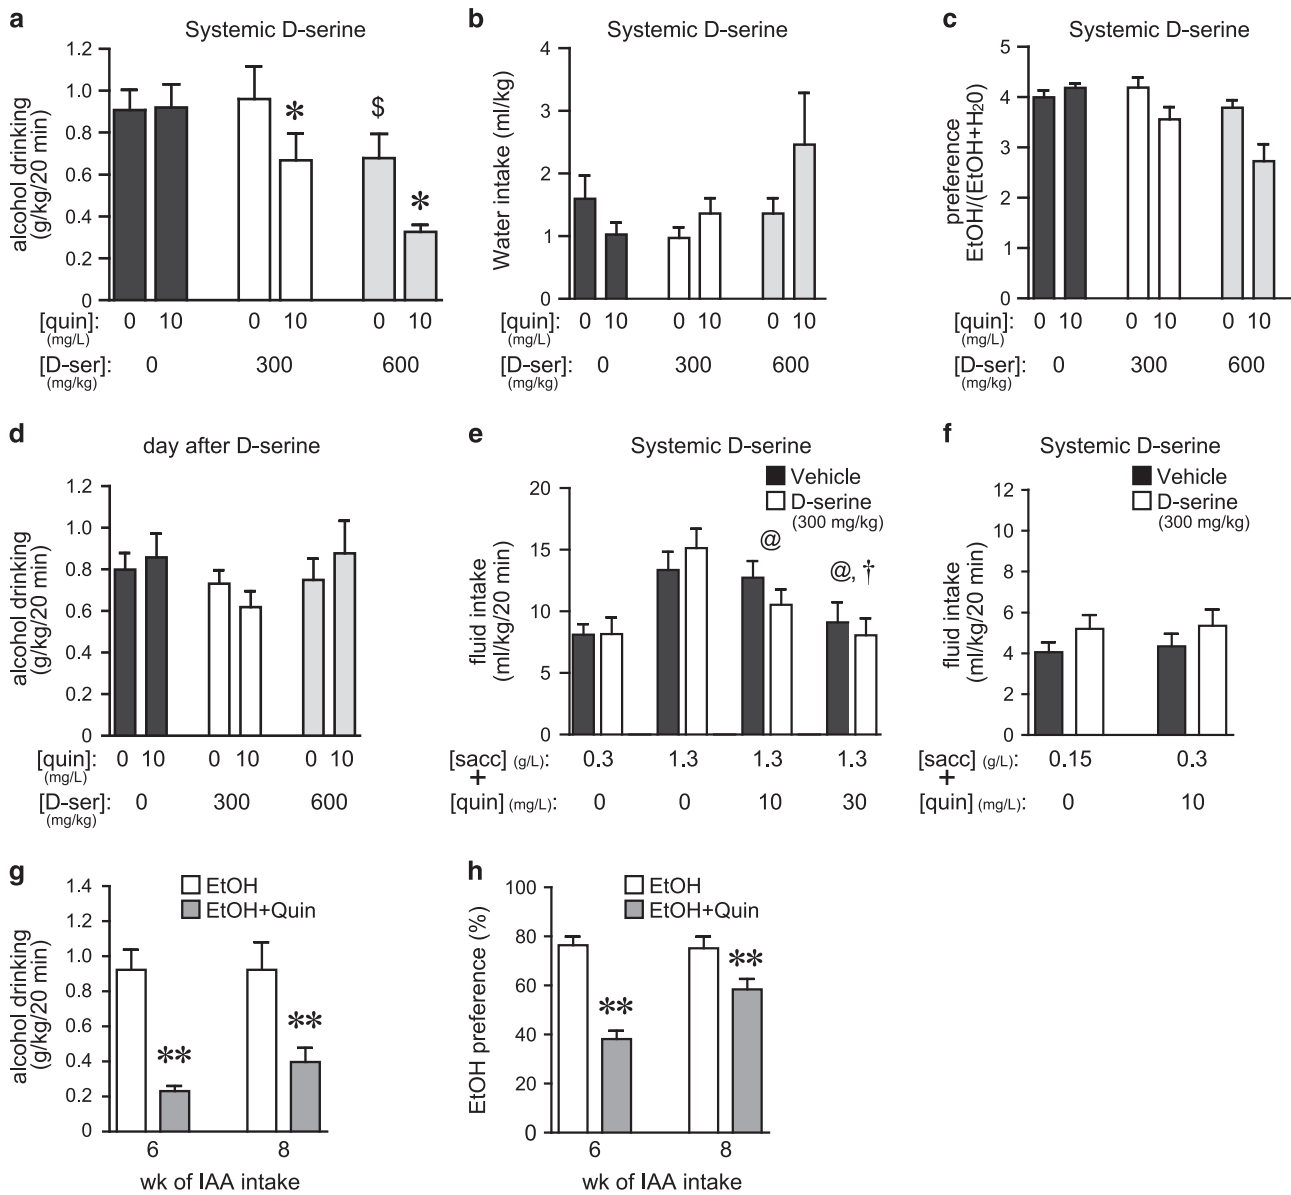 a
Systemic D-serine
alcohol drinking
(g/kg/20 min)
1.2
1.0
0.8
0.6
0.4
0.2
0
*
$
*
[quin]: 0 10 0 10 0 10
(mg/L)
[D-ser]: 0 300 600
(mg/kg)
b
Systemic D-serine
Water intake (ml/kg)
4
3
2
1
0
0 10 0 10 0 10
0 300 600
c
Systemic D-serine
preference
EtOH/(EtOH+H20)
5
4
3
4
4
0
[quin]: 0 10 0 10 0 10
(mg/L)
[D-ser]: 0 300 600
(mg/kg)
d
day after D-serine
alcohol drinking
(g/kg/20 min)
1.2
1.0
0.8
0.6
0.4
0.2
0
[quin]: 0 10 0 10 0 10
(mg/L)
[D-ser]: 0 300 600
(mg/kg)
e
Systemic D-serine
Vehicle
D-serine
(300 mg/kg)
fluid intake
(ml/kg/20 min)
20
15
10
5
0
@
@, †
[sacc] (g/L): 0.3 1.3 1.3 1.3
+
[quin] (mg/L): 0 0 10 30
f
Systemic D-serine
Vehicle
D-serine
(300 mg/kg)
fluid intake
(ml/kg/20 min)
12
10
8
6
4
2
0
[sacc] (g/L): 0.15 0.3
+
[quin] (mg/L): 0 10
g
EtOH
EtOH+Quin
alcohol drinking
(g/kg/20 min)
1.4
1.2
1.0
0.8
0.6
0.4
0.2
0
**
**
6 8
wk of IAA intake
h
EtOH
EtOH+Quin
EtOH preference (%)
100
80
60
40
20
0
**
**
6 8
wk of IAA intake